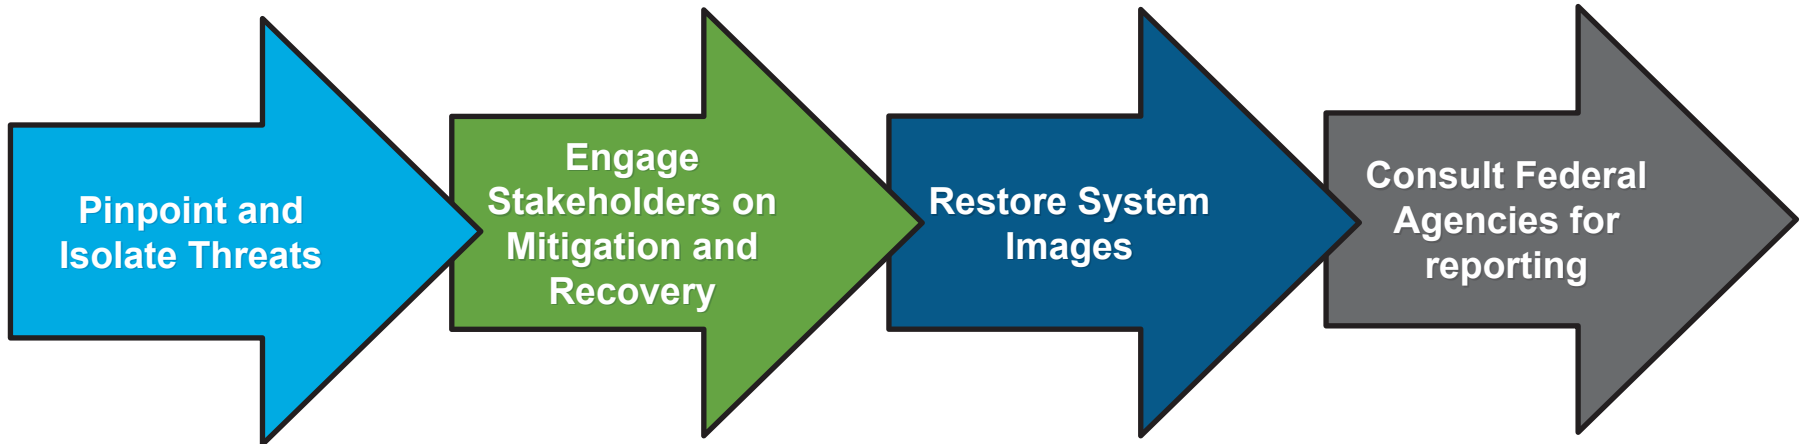 Pinpoint and
Isolate Threats
Engage
Stakeholders on
Mitigation and
Recovery
Restore System
Images
Consult Federal
Agencies for
reporting